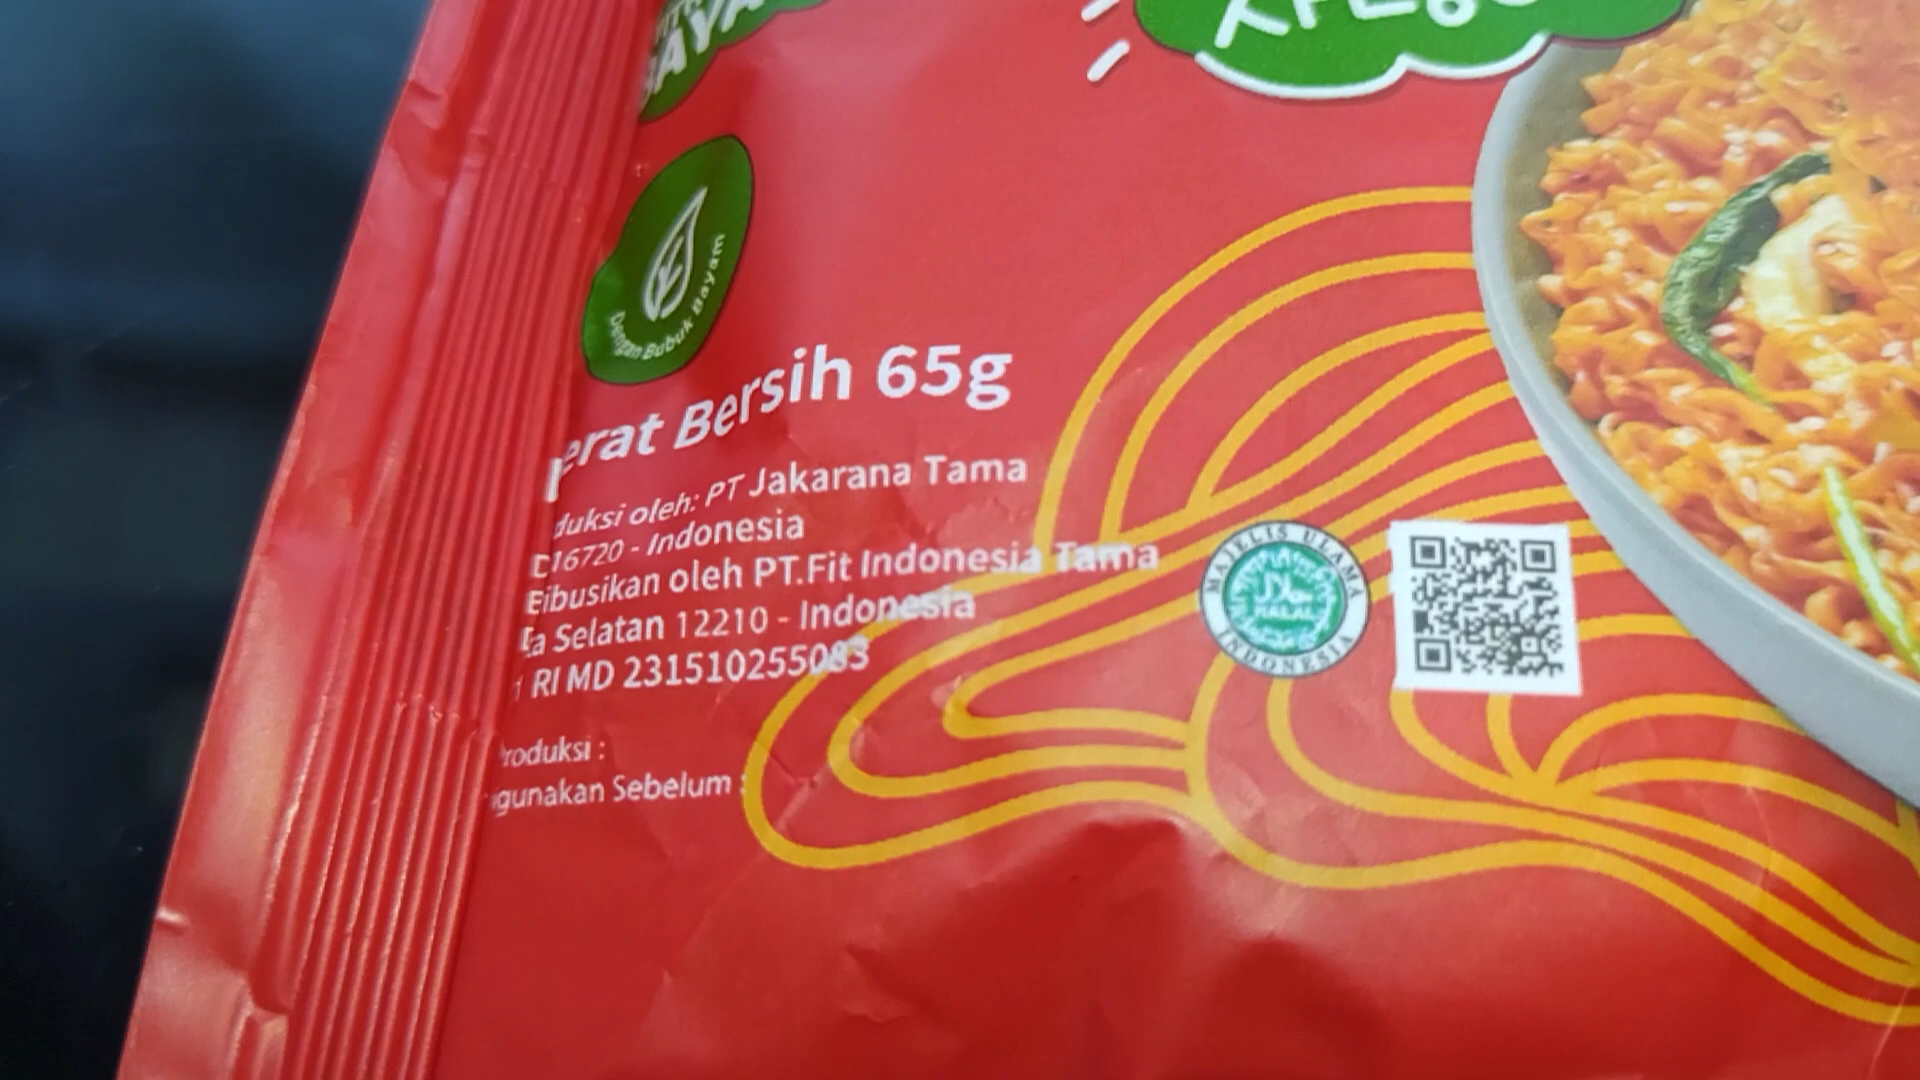 Dengan Bubuk Bayam
erat Bersih 65g
duksi oleh: PT Jakarana Tama
16720 - Indonesia
ibusikan oleh PT.Fit Indonesia Tama
a Selatan 12210 - Indonesia
RI MD 231510255083
roduksi :
gunakan Sebelum :
MAJELIS ULAMA
HALAL
INDONESIA